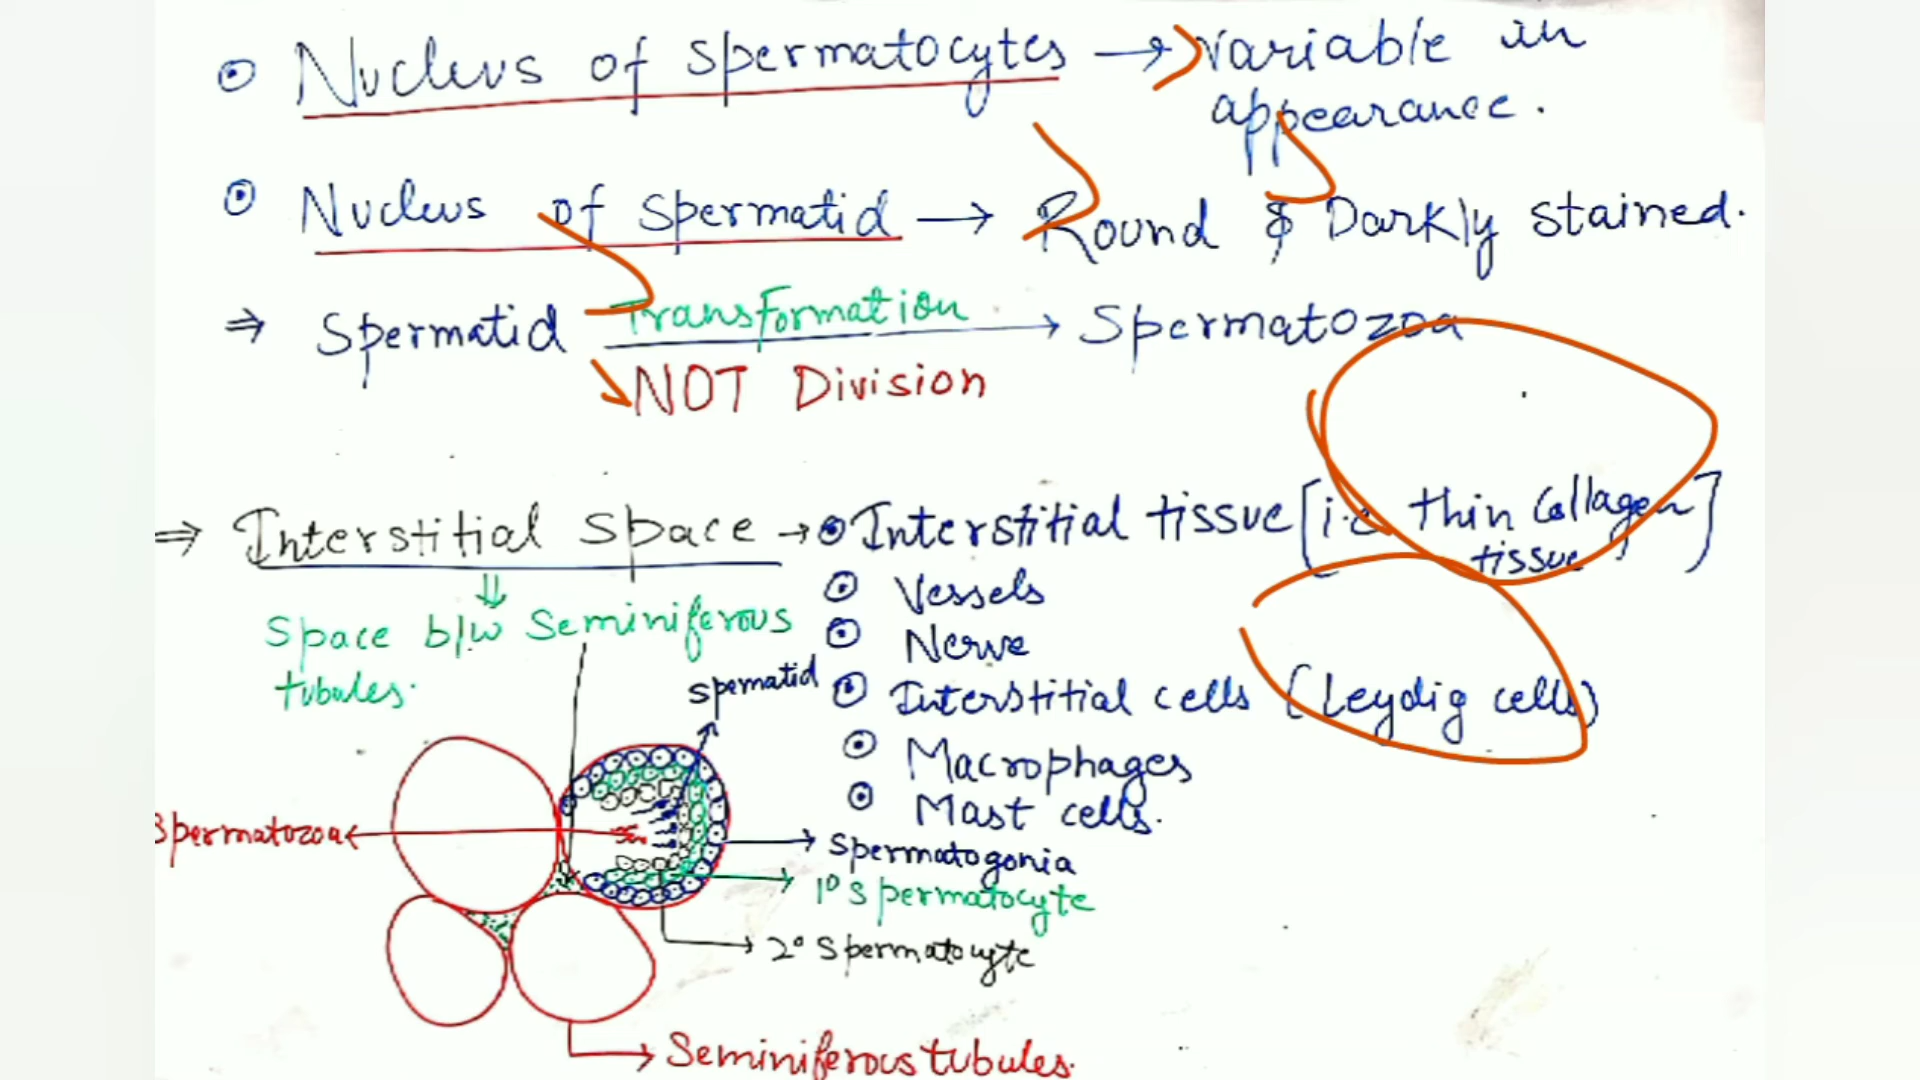 ⊙ Nucleus of spermatocytes → variable in
appearance.
⊙ Nucleus of spermatid → Round & Darkly stained.
⇒ Spermatid Transformation → Spermatozoa
NOT Division
⇒ Interstitial space → ⊙ Interstitial tissue [i.e thin collagen
tissue]
⇓
⊙ Vessels
space b/w Seminiferous
tubules.
⊙ Nerve
⊙ Interstitial cells (Leydig cells)
⊙ Macrophages
⊙ Mast cells.
spematid
Spermatozoa
spermatogonia
1° spermatocyte
2° spermatocyte
Seminiferous tubules.